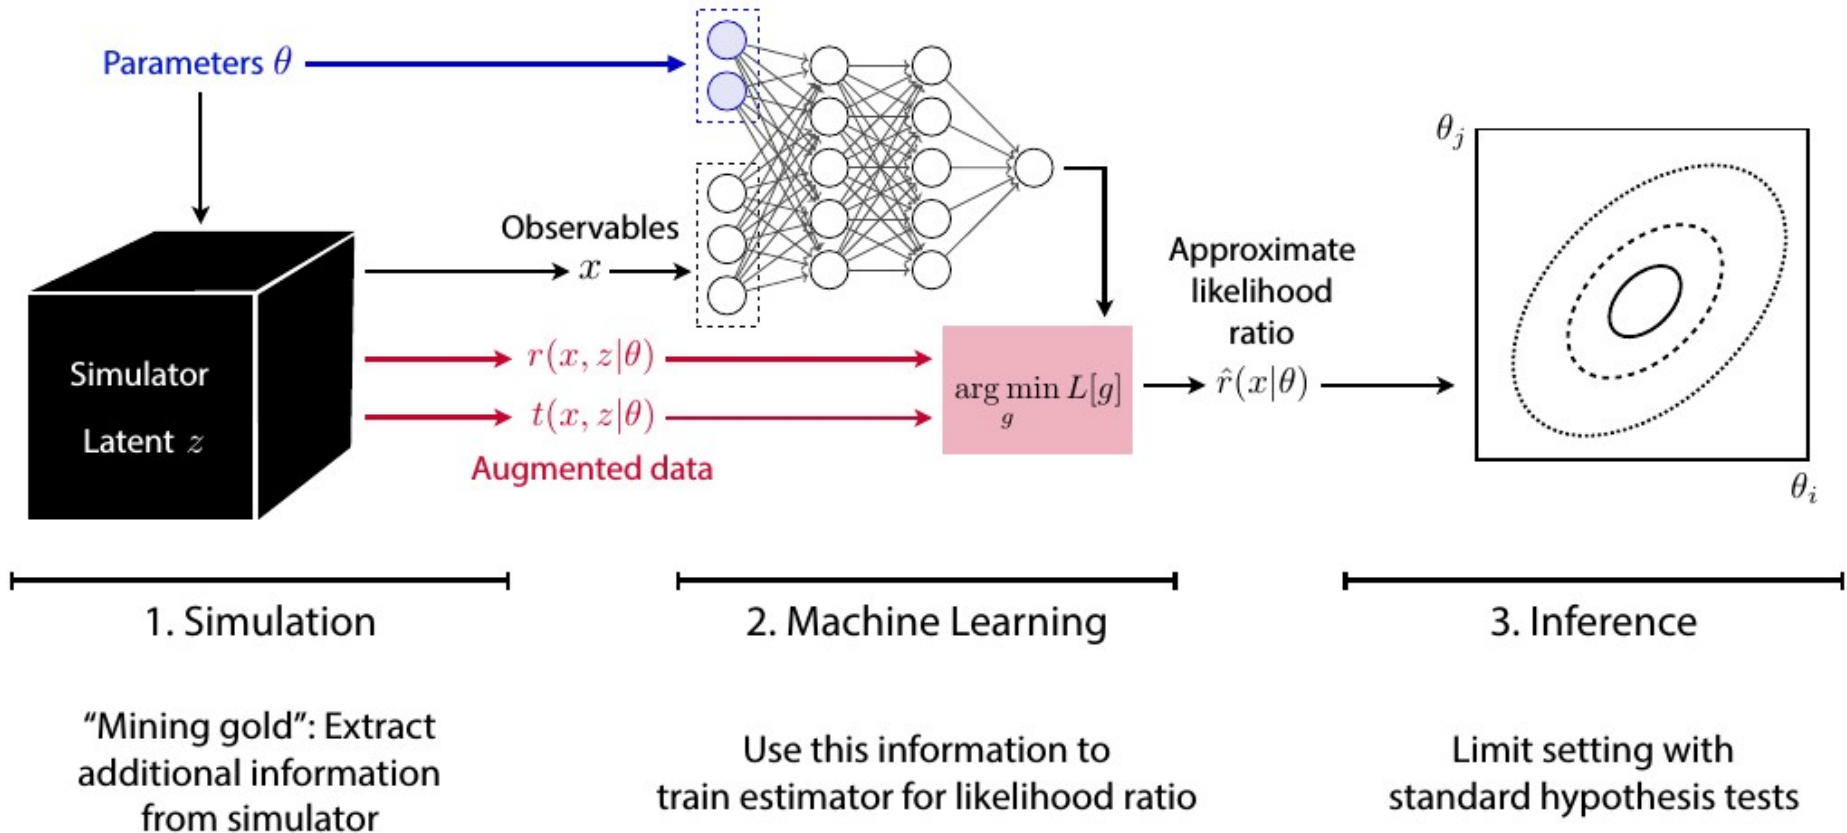 Parameters θ
Observables
x
Simulator
Latent z
r(x, z|θ)
t(x, z|θ)
Augmented data
arg min L[g]
g
Approximate
likelihood
ratio
r̂(x|θ)
θⱼ
θᵢ
1. Simulation
“Mining gold”: Extract
additional information
from simulator
2. Machine Learning
Use this information to
train estimator for likelihood ratio
3. Inference
Limit setting with
standard hypothesis tests